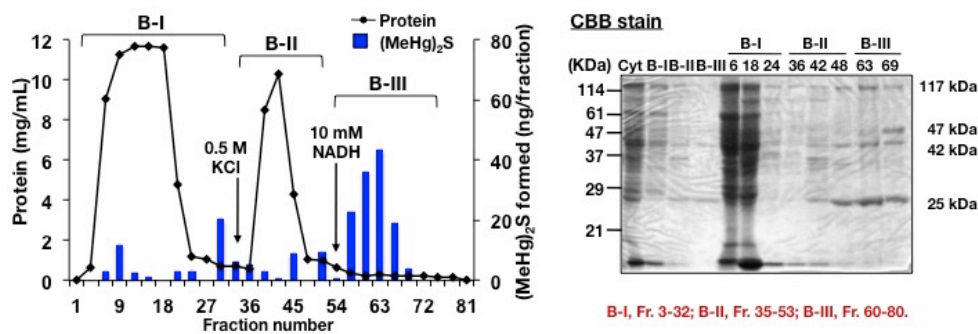 B-I
B-II
B-III
Protein
(MeHg)2S
0.5 M
KCl
10 mM
NADH
Protein (mg/mL)
12
10
8
6
4
2
0
80
60
40
20
0
(MeHg)2S formed (ng/fraction)
1 9 18 27 36 45 54 63 72 81
Fraction number
CBB stain
B-I B-II B-III
(KDa) Cyt B-I B-II B-III 6 18 24 36 42 48 63 69
114
61
47
37
29
21
117 kDa
47 kDa
42 kDa
25 kDa
B-I, Fr. 3-32; B-II, Fr. 35-53; B-III, Fr. 60-80.